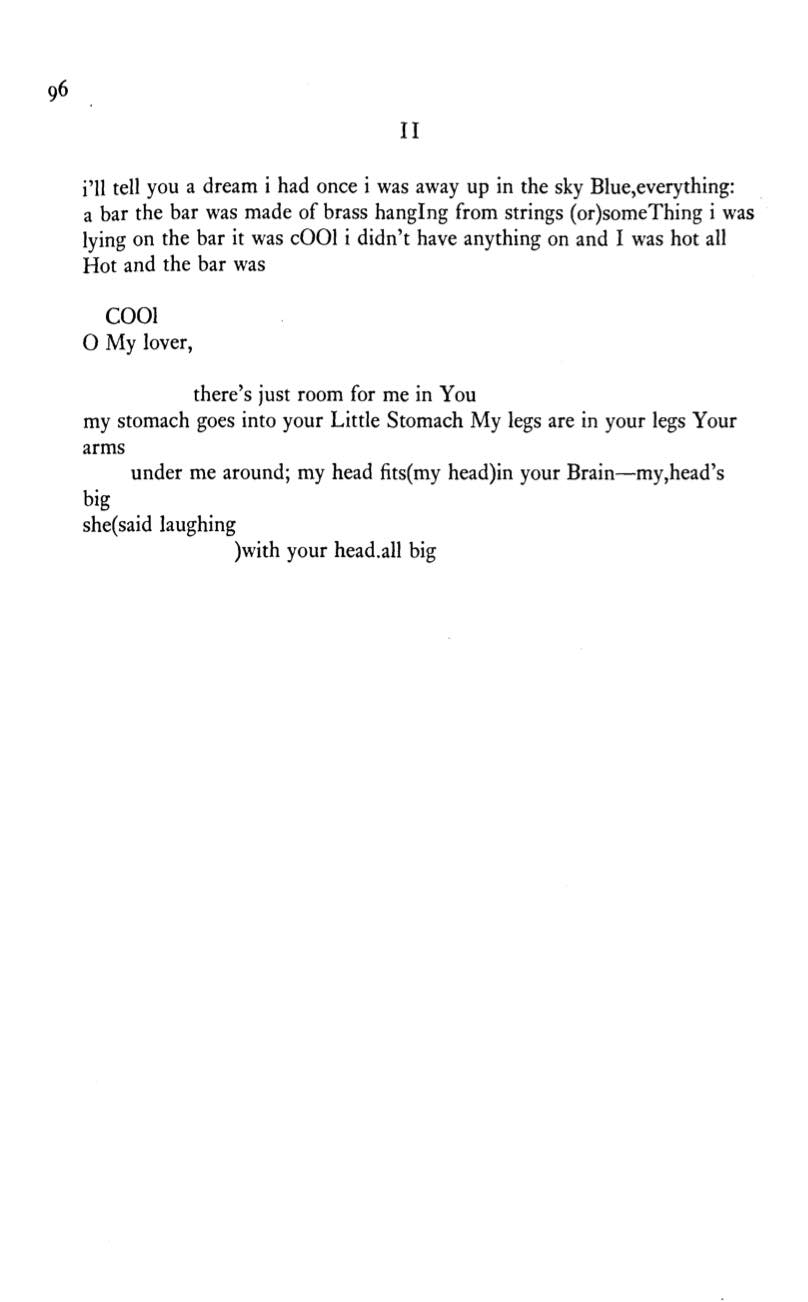 96
II
i'll tell you a dream i had once i was away up in the sky Blue,everything:
a bar the bar was made of brass hangIng from strings (or)someThing i was
lying on the bar it was cOOl i didn't have anything on and I was hot all
Hot and the bar was
COOl
O My lover,
there's just room for me in You
my stomach goes into your Little Stomach My legs are in your legs Your
arms
under me around; my head fits(my head)in your Brain—my,head's
big
she(said laughing
)with your head.all big